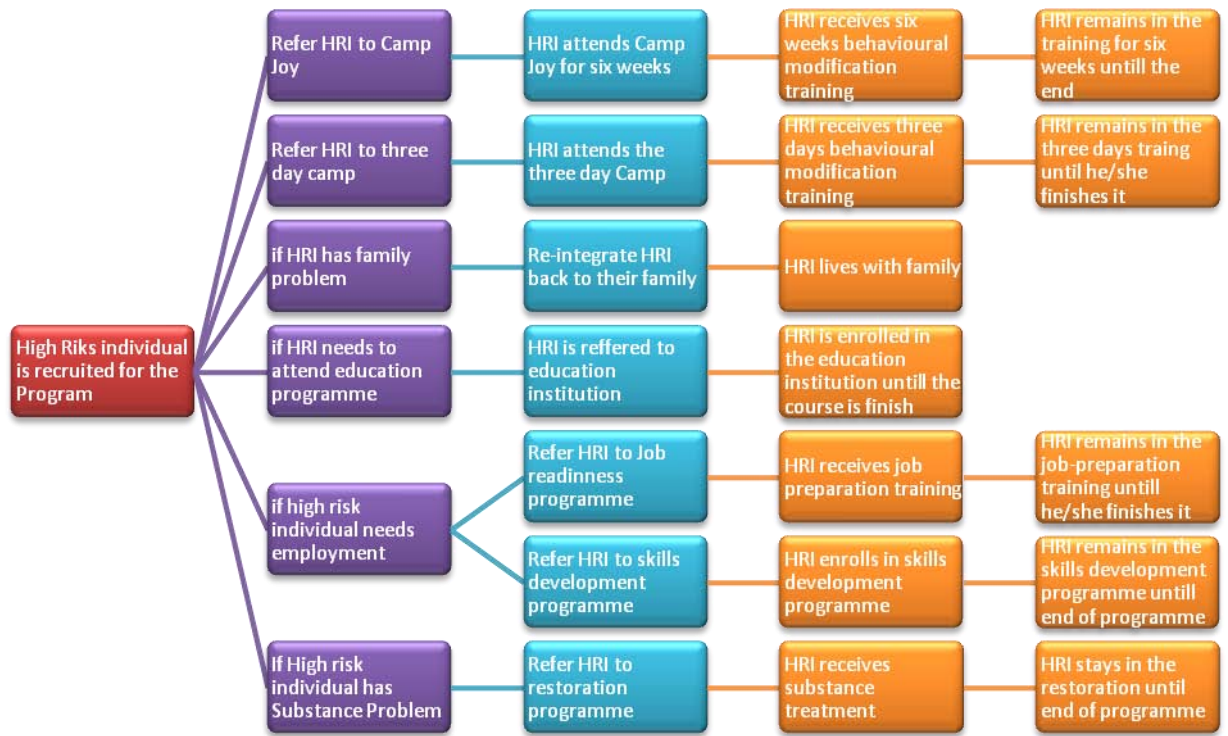 Refer HRI to Camp
Joy
HRI attends Camp
Joy for six weeks
HRI receives six
weeks behavioural
modification
training
HRI remains in the
training for six
weeks untill the
end
Refer HRI to three
day camp
HRI attends the
three day Camp
HRI receives three
days behavioural
modification
training
HRI remains in the
three days traing
until he/she
finishes it
if HRI has family
problem
Re-integrate HRI
back to their family
HRI lives with family
High Riks individual
is recruited for the
Program
if HRI needs to
attend education
programme
HRI is reffered to
education
institution
HRI is enrolled in
the education
institution untill the
course is finish
if high risk
individual needs
employment
Refer HRI to Job
readinness
programme
HRI receives job
preparation training
HRI remains in the
job-preparation
training untill
he/she finishes it
Refer HRI to skills
development
programme
HRI enrolls in skills
development
programme
HRI remains in the
skills development
programme untill
end of programme
If High risk
individual has
Substance Problem
Refer HRI to
restoration
programme
HRI receives
substance
treatment
HRI stays in the
restoration until
end of programme